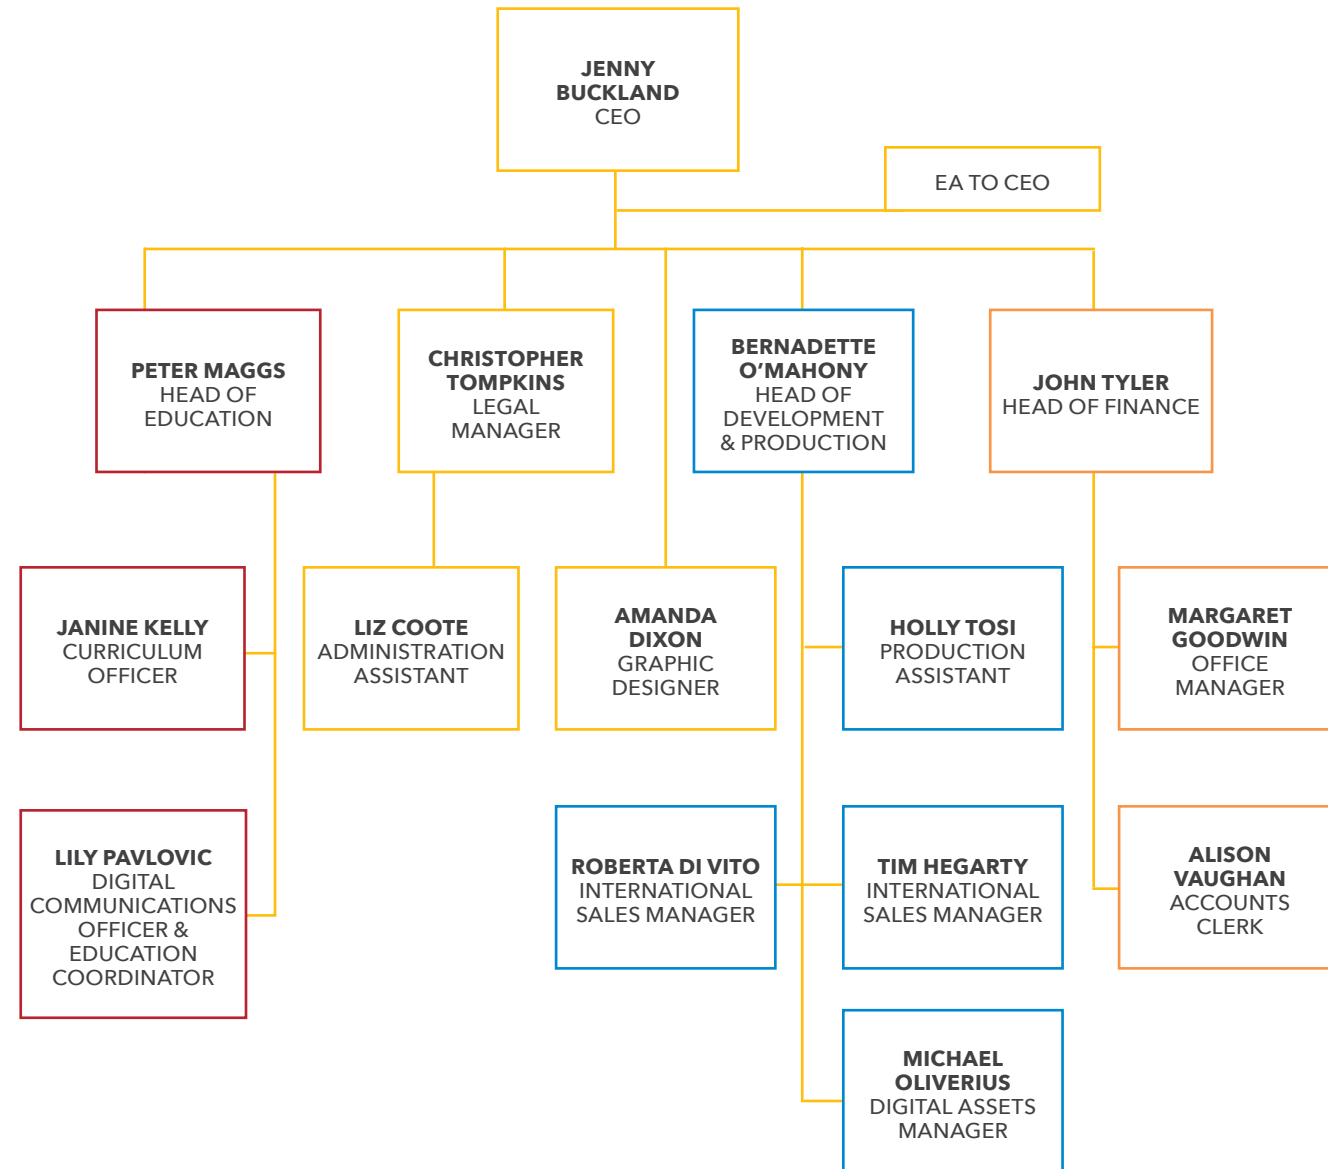 JENNY
BUCKLAND
CEO
EA TO CEO
PETER MAGGS
HEAD OF
EDUCATION
CHRISTOPHER
TOMPKINS
LEGAL
MANAGER
BERNADETTE
O’MAHONY
HEAD OF
DEVELOPMENT
& PRODUCTION
JOHN TYLER
HEAD OF FINANCE
JANINE KELLY
CURRICULUM
OFFICER
LIZ COOTE
ADMINISTRATION
ASSISTANT
AMANDA
DIXON
GRAPHIC
DESIGNER
HOLLY TOSI
PRODUCTION
ASSISTANT
MARGARET
GOODWIN
OFFICE
MANAGER
LILY PAVLOVIC
DIGITAL
COMMUNICATIONS
OFFICER &
EDUCATION
COORDINATOR
ROBERTA DI VITO
INTERNATIONAL
SALES MANAGER
TIM HEGARTY
INTERNATIONAL
SALES MANAGER
ALISON
VAUGHAN
ACCOUNTS
CLERK
MICHAEL
OLIVERIUS
DIGITAL ASSETS
MANAGER